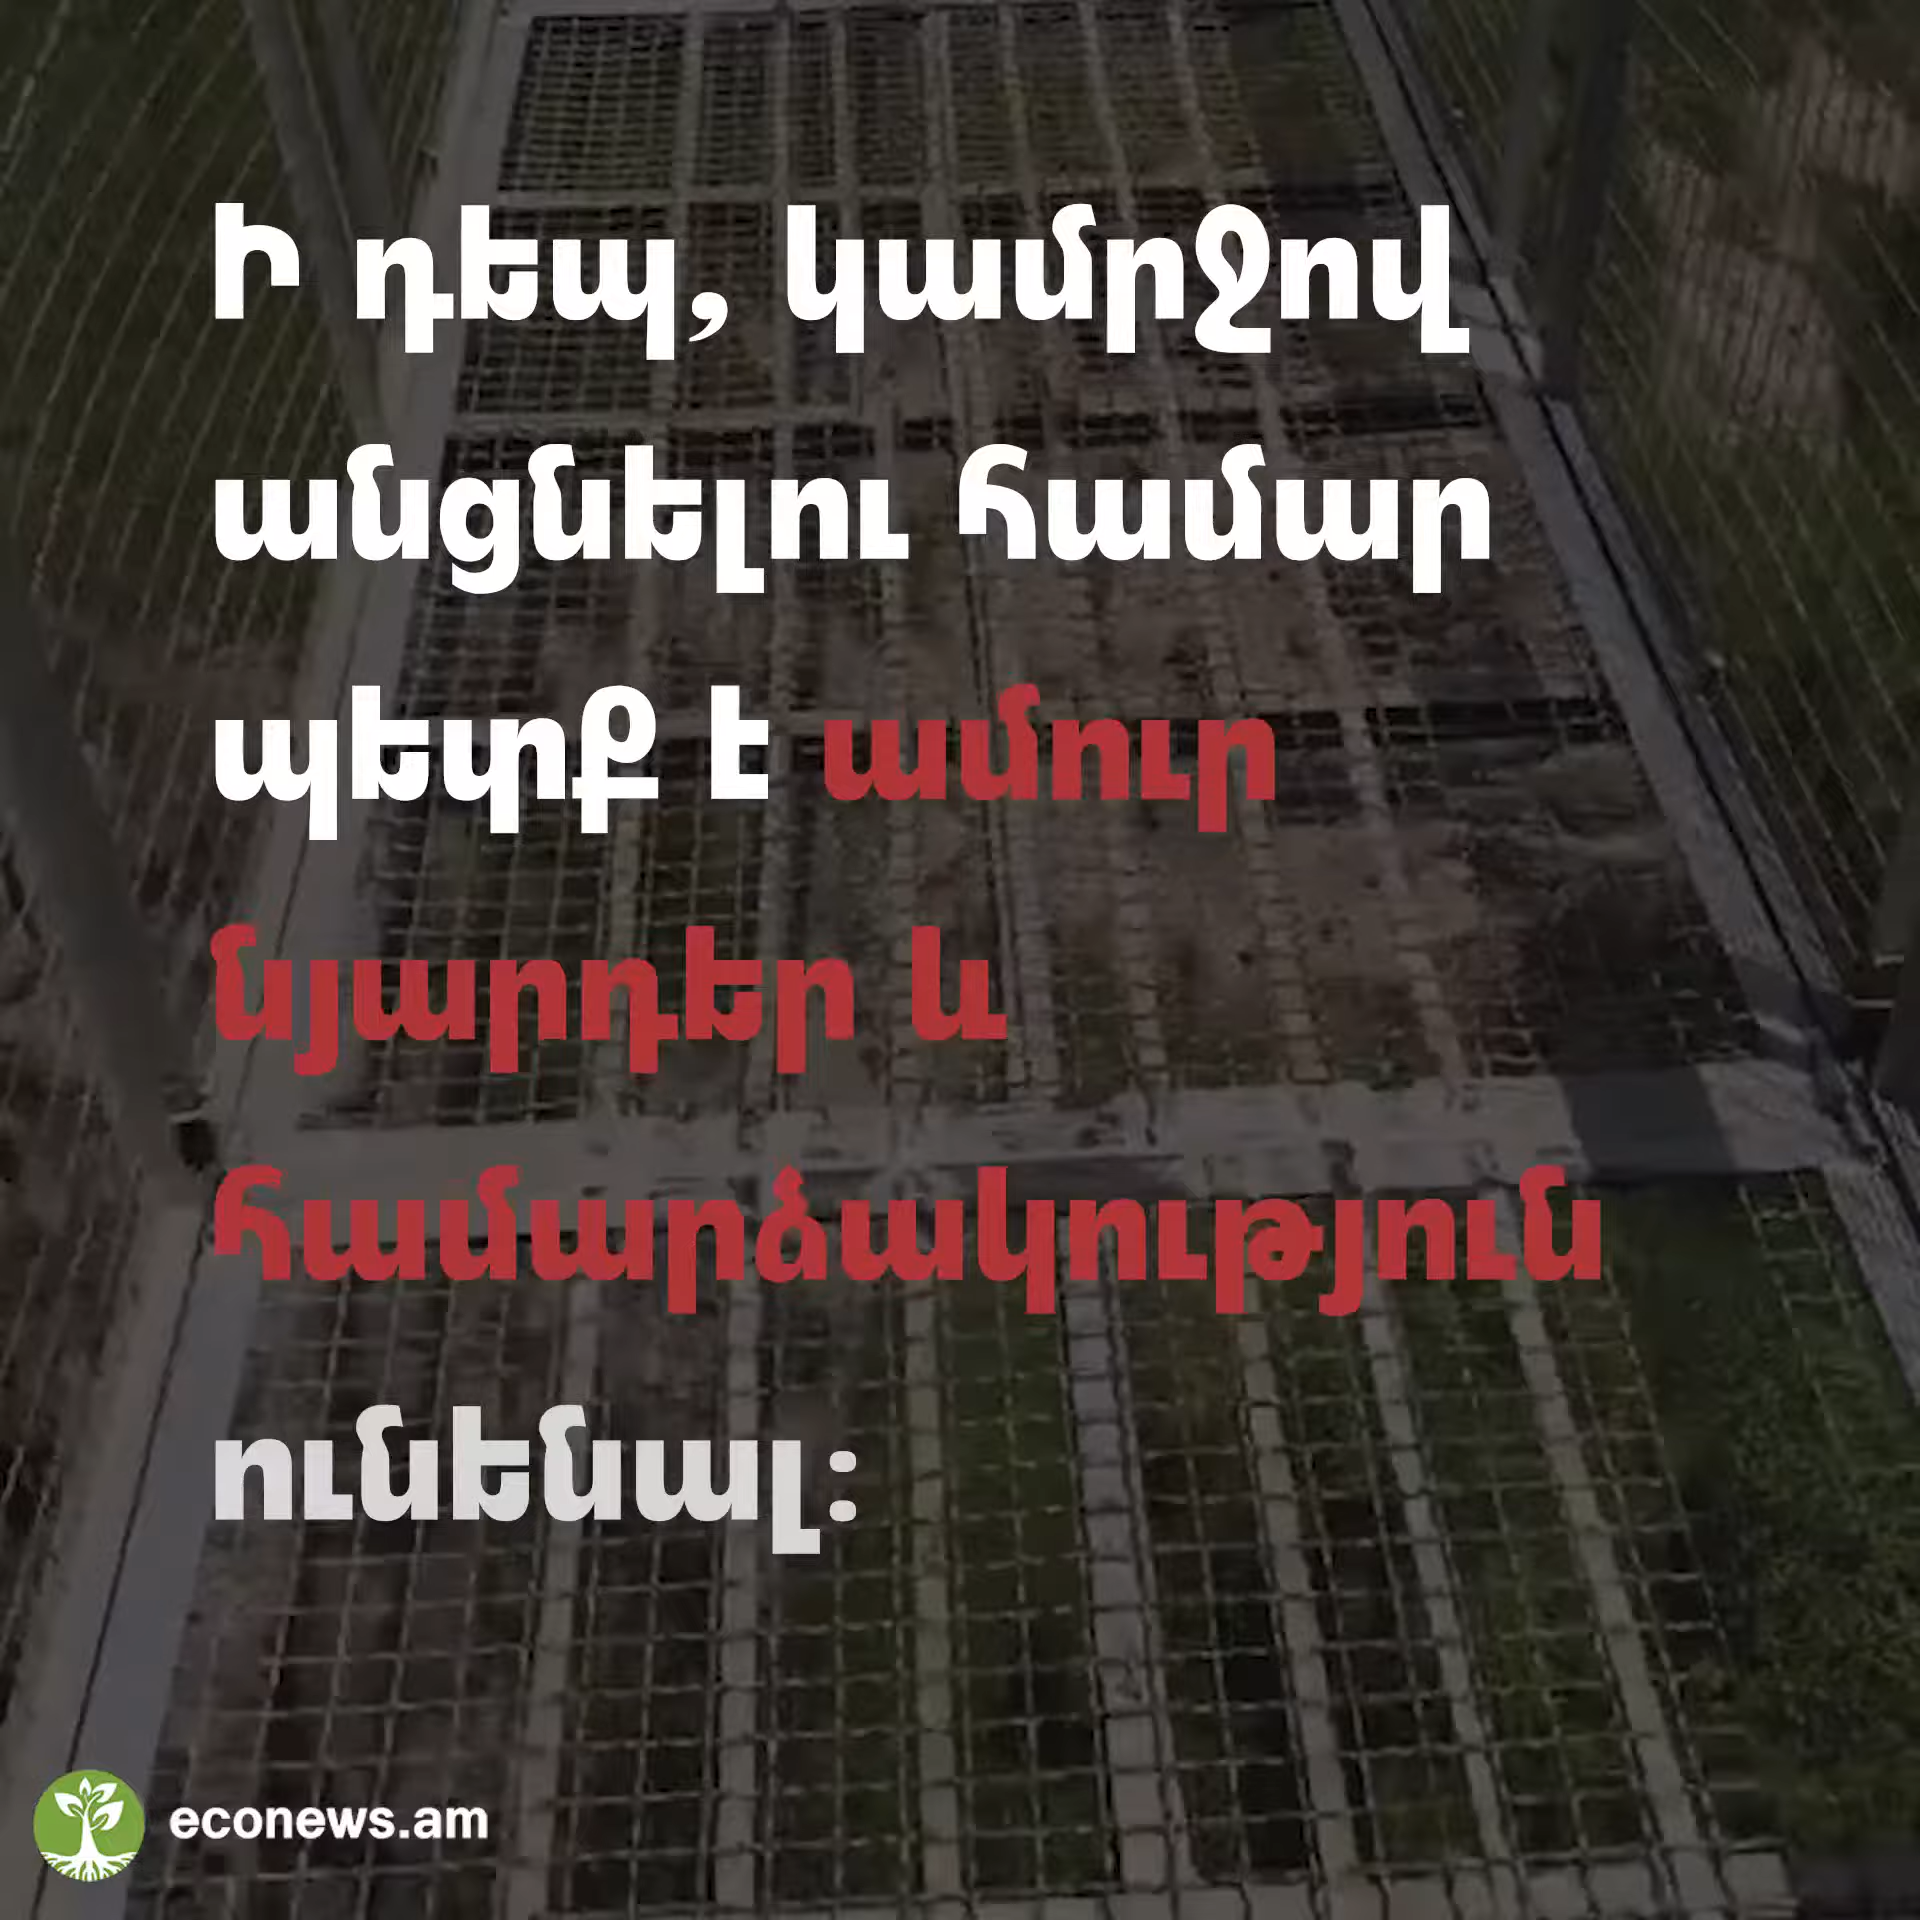 Ի դեպ, կամրջով
անցնելու համար
պետք է ամուր
նյարդեր և
համարձակություն
ունենալ։
econews.am